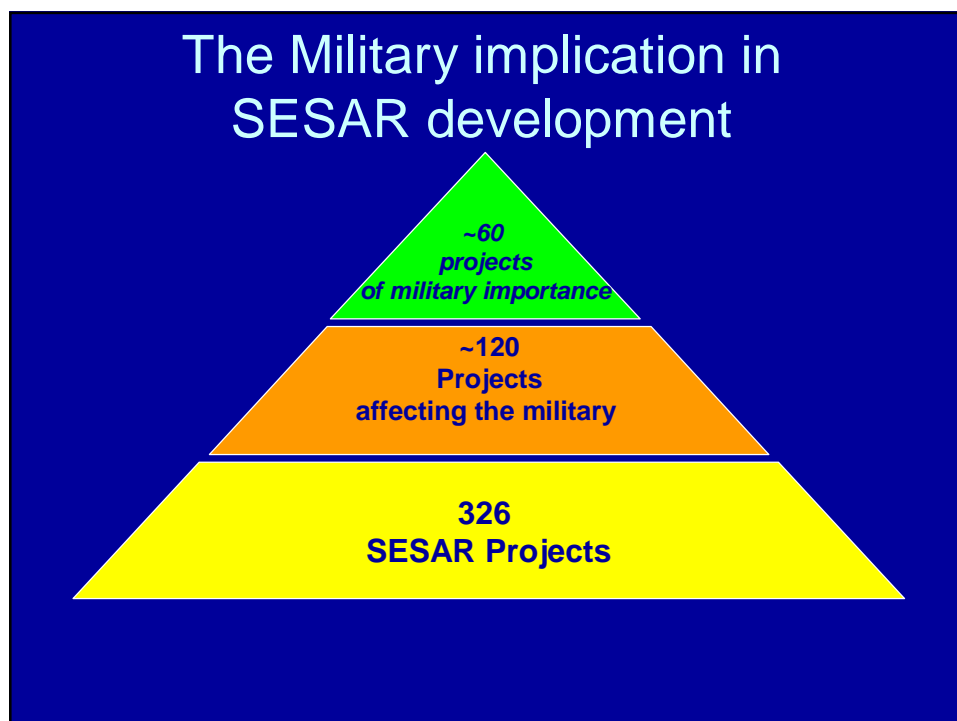 The Military implication in
SESAR development
~60
projects
of military importance
~120
Projects
affecting the military
326
SESAR Projects